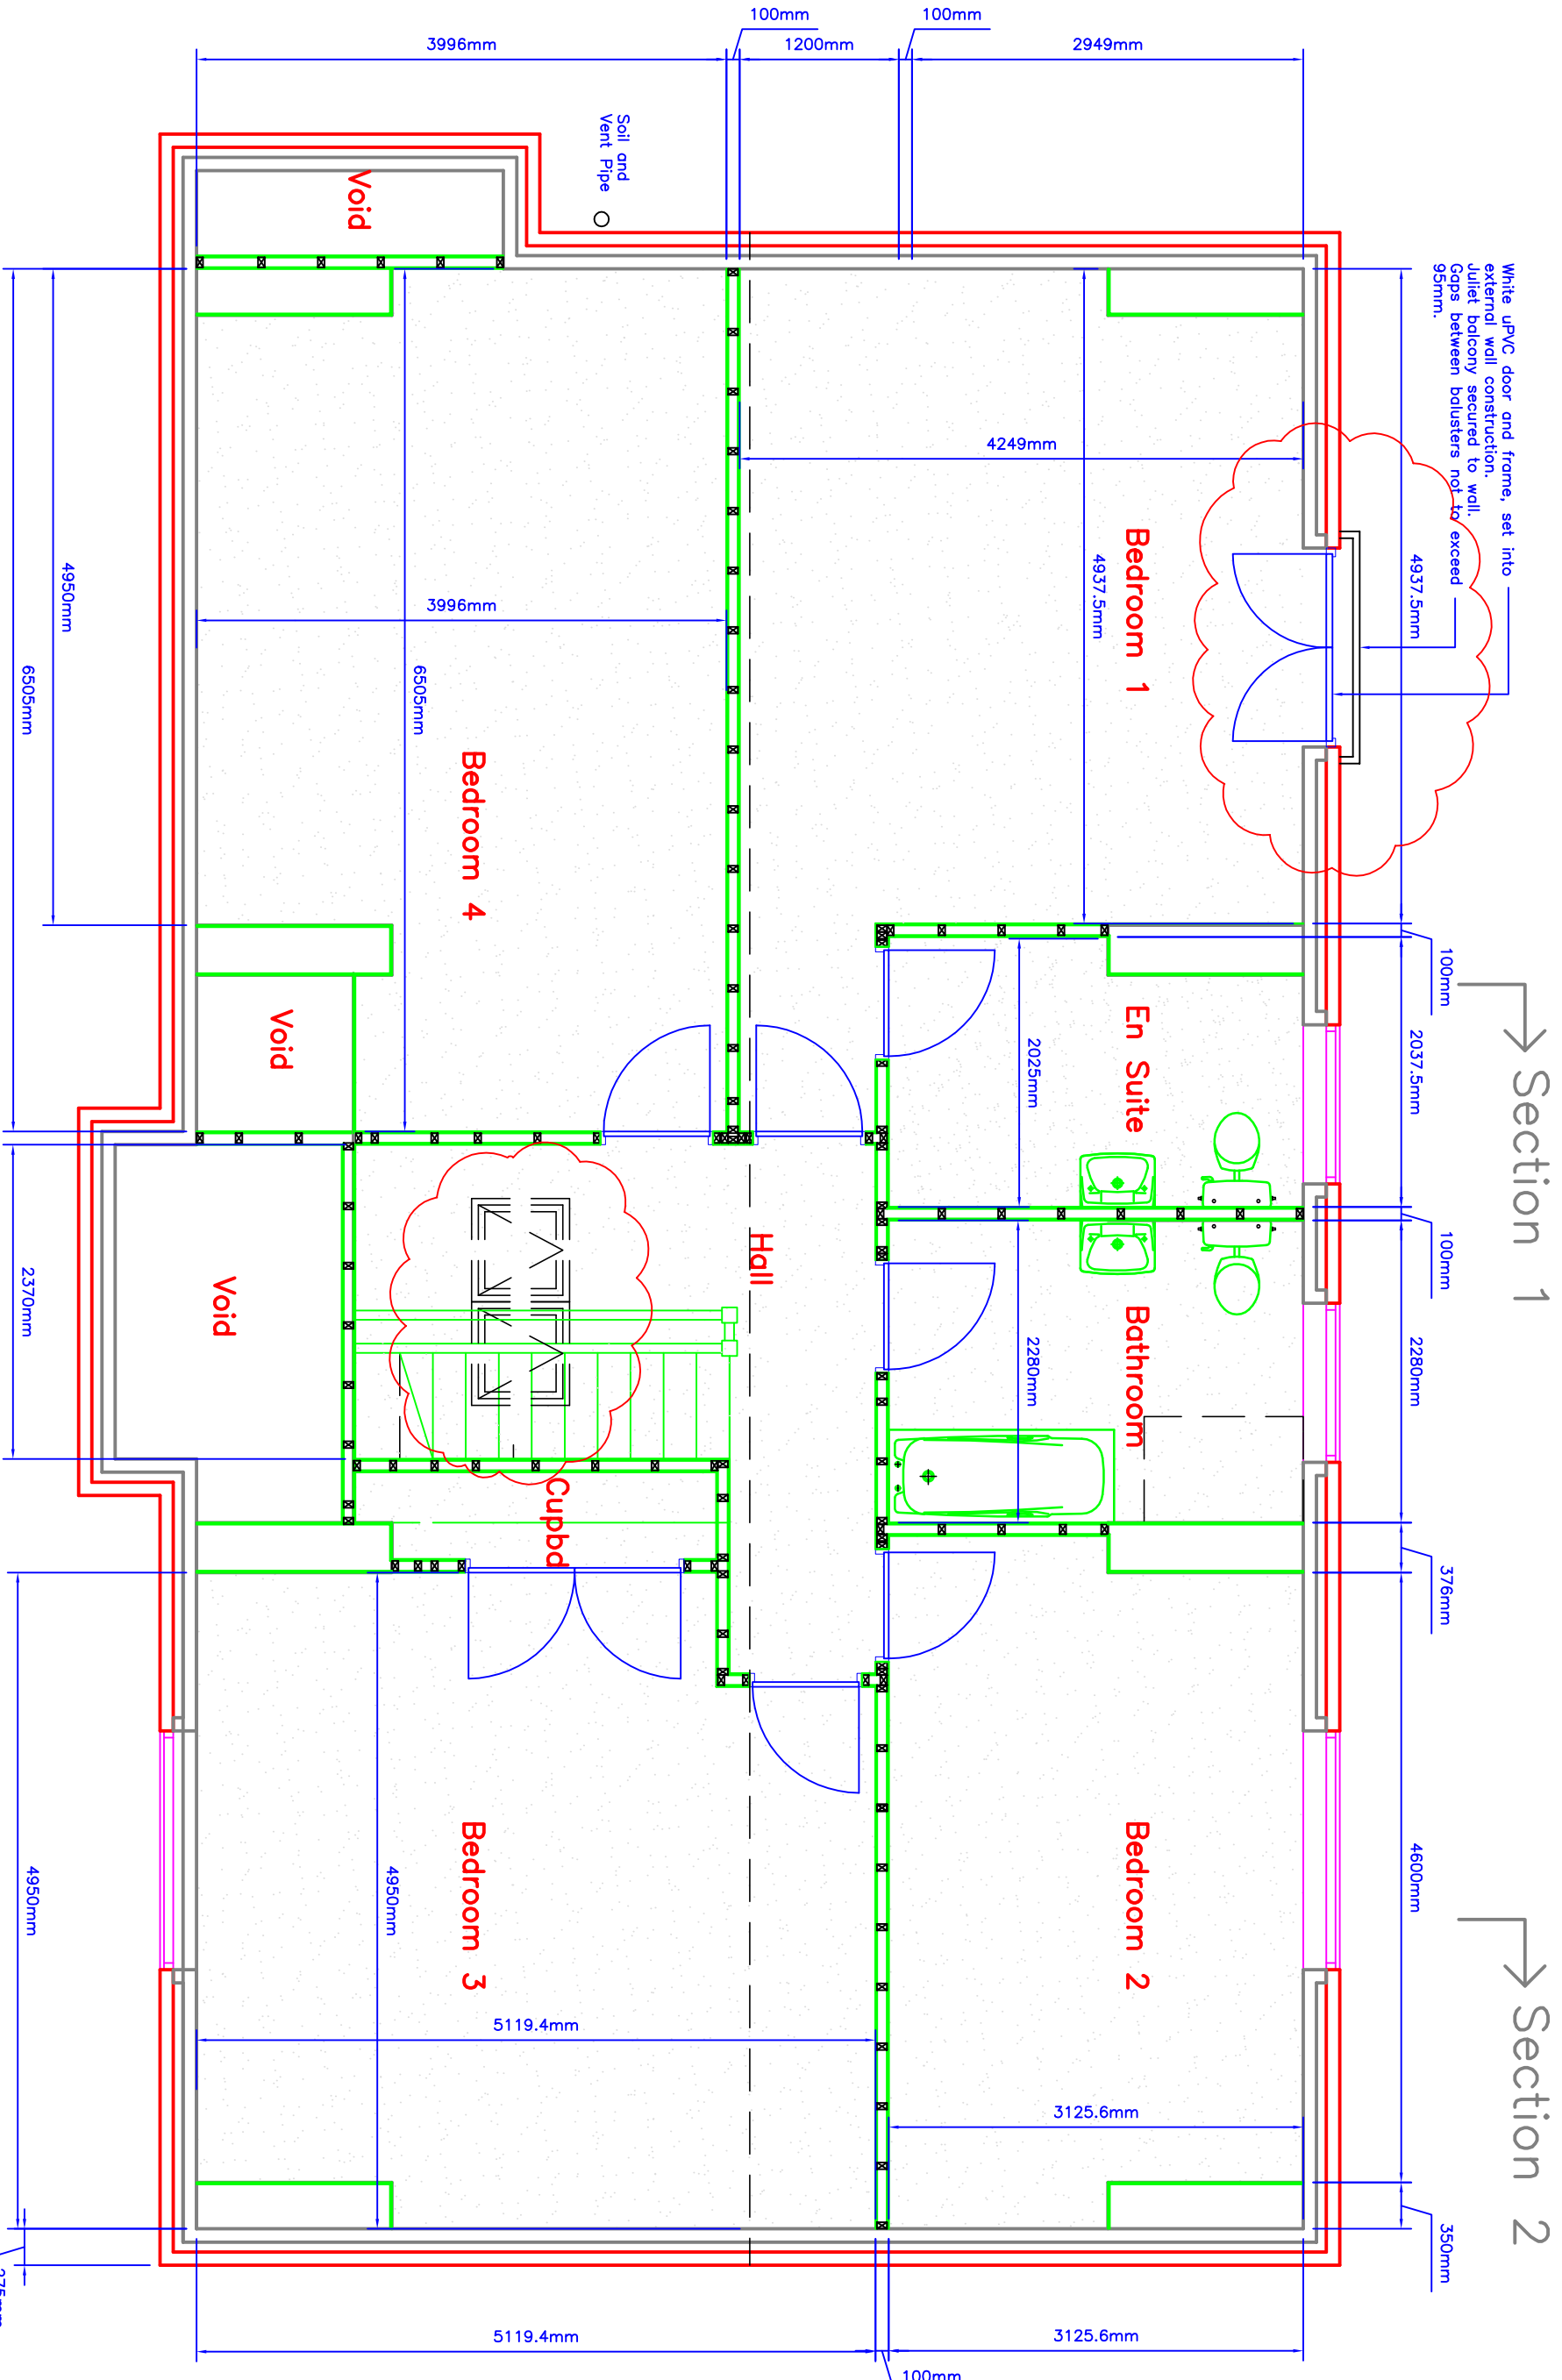 100mm
100mm
3996mm
1200mm
2949mm
Soil and
Vent Pipe
White uPVC door and frame, set into
external wall construction.
Juliet balcony secured to wall.
Gaps between balusters not to exceed
95mm.
Void
4249mm
4937.5mm
4937.5mm
Bedroom 1
3996mm
4950mm
6505mm
6505mm
Bedroom 4
100mm
Section 1
2037.5mm
En Suite
2025mm
Void
100mm
Hall
Void
2370mm
Bathroom
2280mm
2280mm
Cupbd
376mm
Bedroom 2
4600mm
Bedroom 3
4950mm
4950mm
Section 2
5119.4mm
3125.6mm
350mm
5119.4mm
3125.6mm
100mm